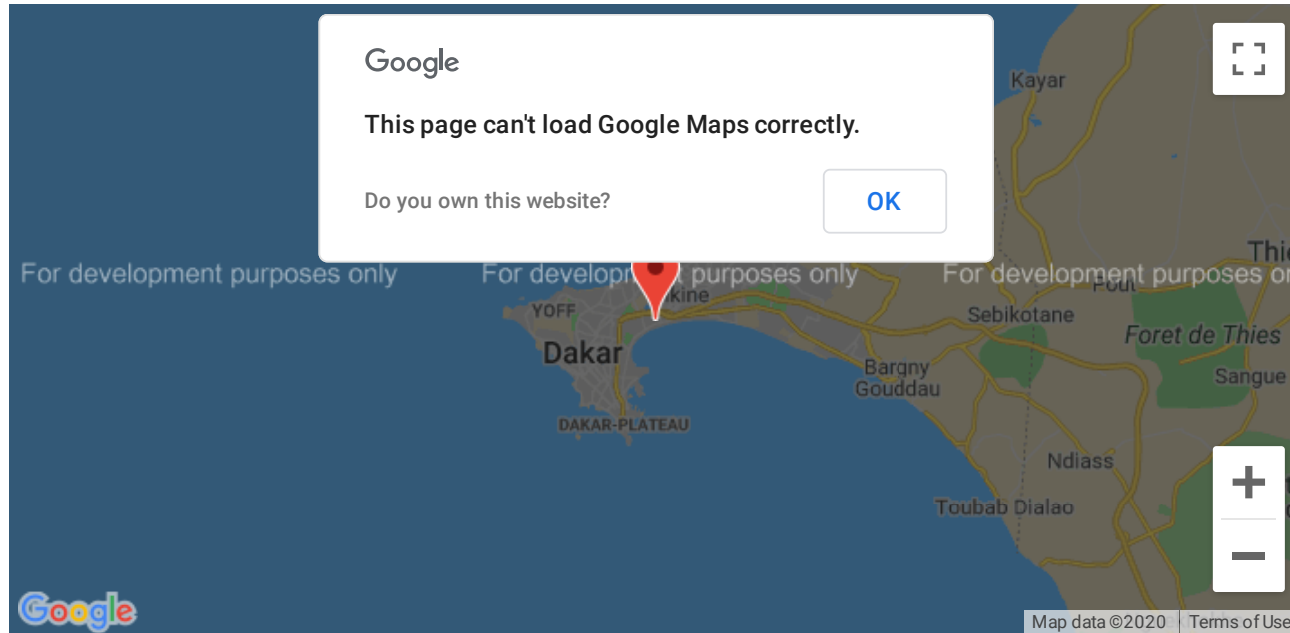 Google
This page can't load Google Maps correctly.
Do you own this website?
OK
Kayar
For development purposes only
For develop purposes only
For development purposes
Pout
YOFF
kine
Sebikotane
Foret de Thies
Dakar
Bargny
Gouddau
Sangue
DAKAR-PLATEAU
Ndiass
Toubab Dialao
Google
Map data ©2020
Terms of Use